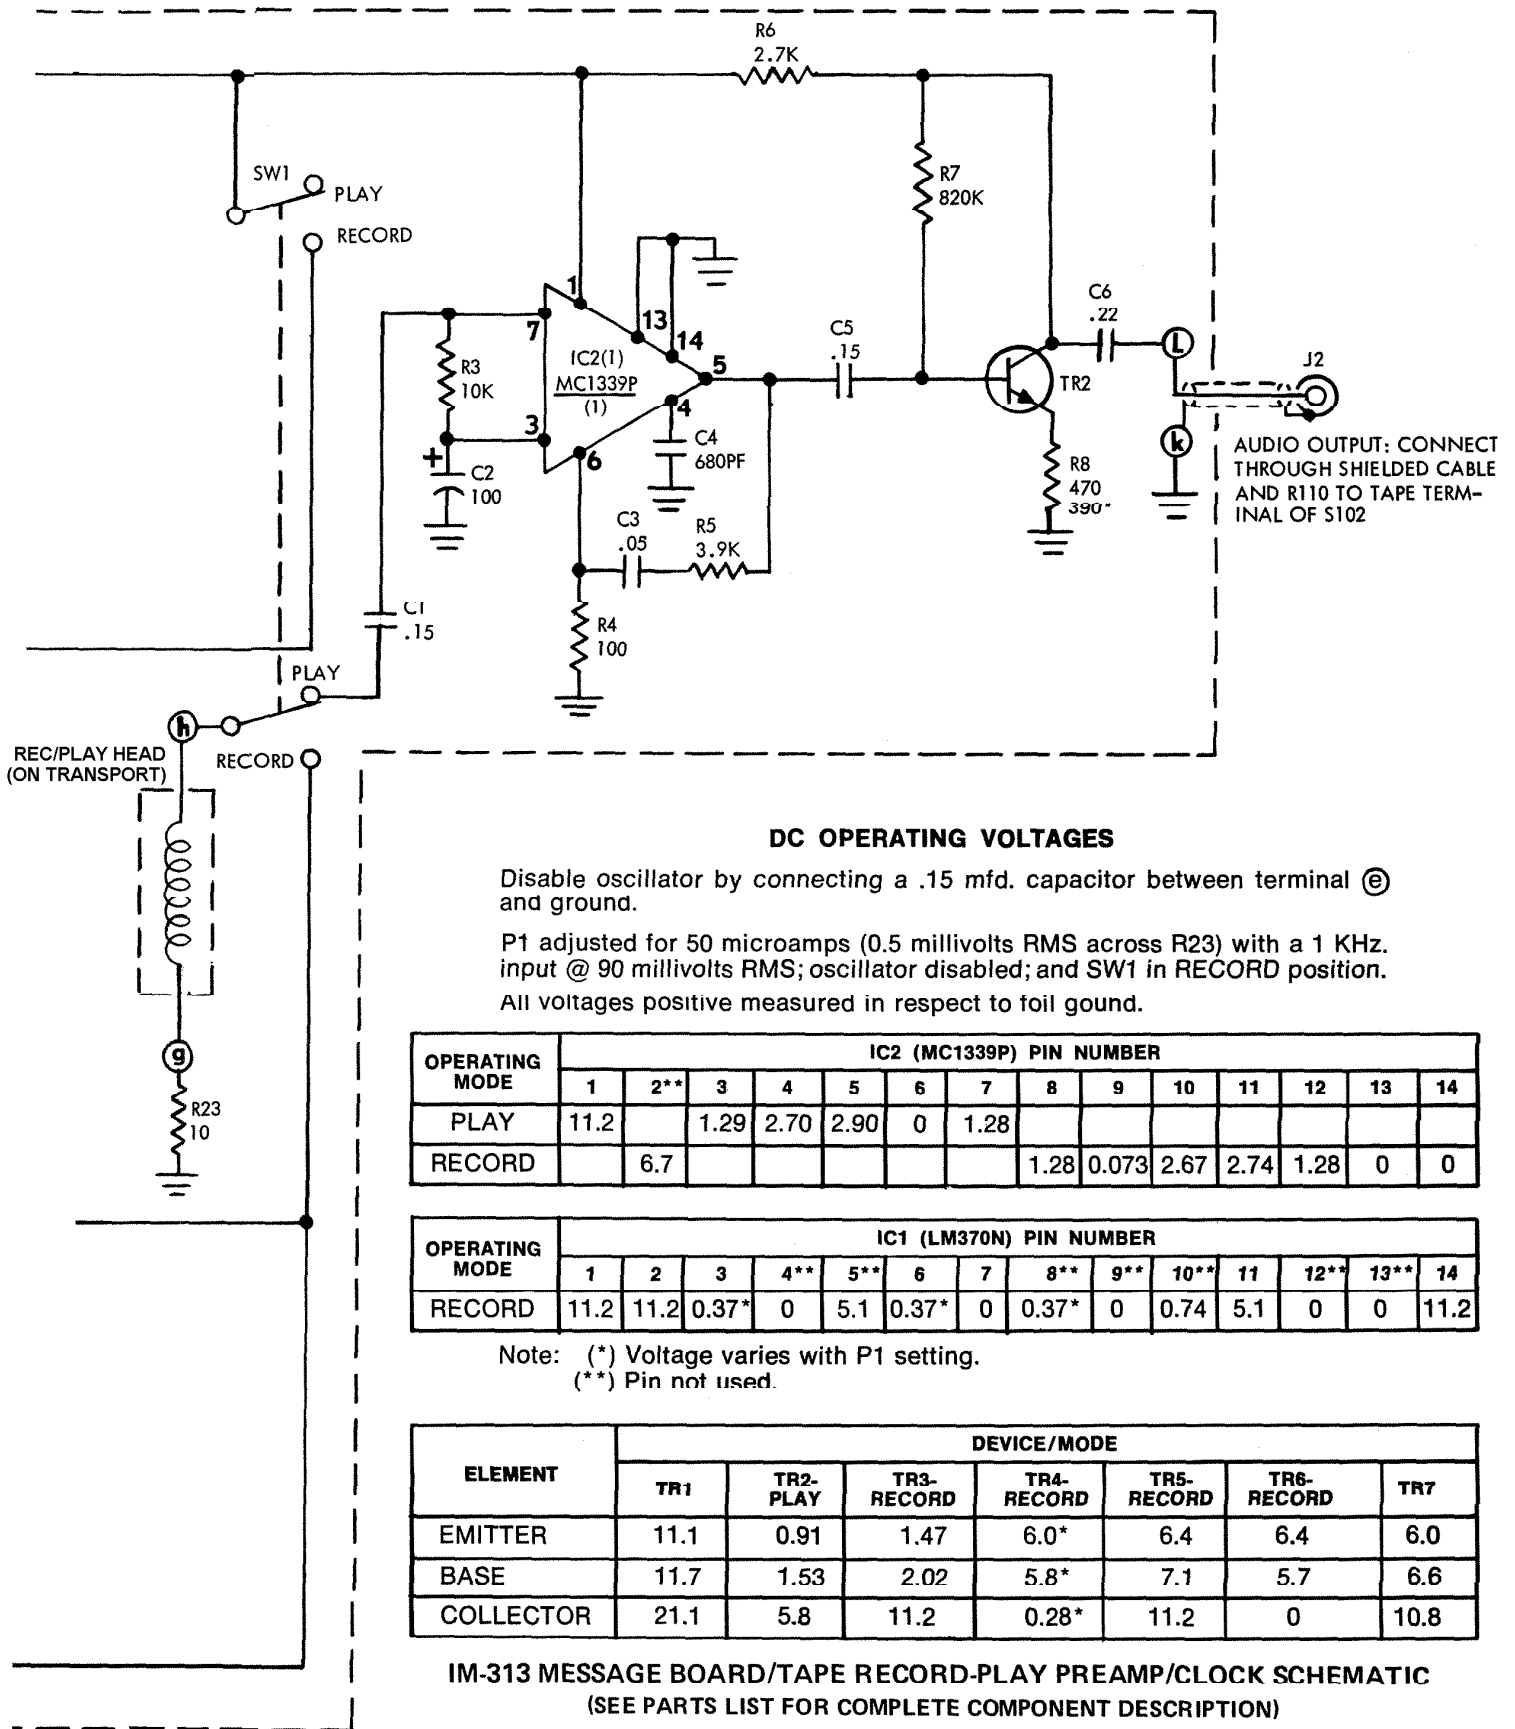 R6
2.7K
SW1
PLAY
RECORD
R7
820K
1
13
14
7
IC2(1)
MC1339P
(1)
5
4
3
6
R3
10K
+
C2
100
C4
680PF
C5
.15
C6
.22
L
J2
TR2
k
R8
470
390*
AUDIO OUTPUT: CONNECT
THROUGH SHIELDED CABLE
AND R110 TO TAPE TERM-
INAL OF S102
C3
.05
R5
3.9K
C1
.15
R4
100
PLAY
h
REC/PLAY HEAD
(ON TRANSPORT)
RECORD
g
R23
10
DC OPERATING VOLTAGES
Disable oscillator by connecting a .15 mfd. capacitor between terminal ⓔ
and ground.
P1 adjusted for 50 microamps (0.5 millivolts RMS across R23) with a 1 KHz.
input @ 90 millivolts RMS; oscillator disabled; and SW1 in RECORD position.
All voltages positive measured in respect to foil gound.
OPERATING MODE IC2 (MC1339P) PIN NUMBER
1 2** 3 4 5 6 7 8 9 10 11 12 13 14
PLAY 11.2 1.29 2.70 2.90 0 1.28
RECORD 6.7 1.28 0.073 2.67 2.74 1.28 0 0
OPERATING MODE IC1 (LM370N) PIN NUMBER
1 2 3 4** 5** 6 7 8** 9** 10** 11 12** 13** 14
RECORD 11.2 11.2 0.37* 0 5.1 0.37* 0 0.37* 0 0.74 5.1 0 0 11.2
Note: (*) Voltage varies with P1 setting.
(**) Pin not used.
ELEMENT DEVICE/MODE
TR1 TR2-PLAY TR3-RECORD TR4-RECORD TR5-RECORD TR6-RECORD TR7
EMITTER 11.1 0.91 1.47 6.0* 6.4 6.4 6.0
BASE 11.7 1.53 2.02 5.8* 7.1 5.7 6.6
COLLECTOR 21.1 5.8 11.2 0.28* 11.2 0 10.8
IM-313 MESSAGE BOARD/TAPE RECORD-PLAY PREAMP/CLOCK SCHEMATIC
(SEE PARTS LIST FOR COMPLETE COMPONENT DESCRIPTION)